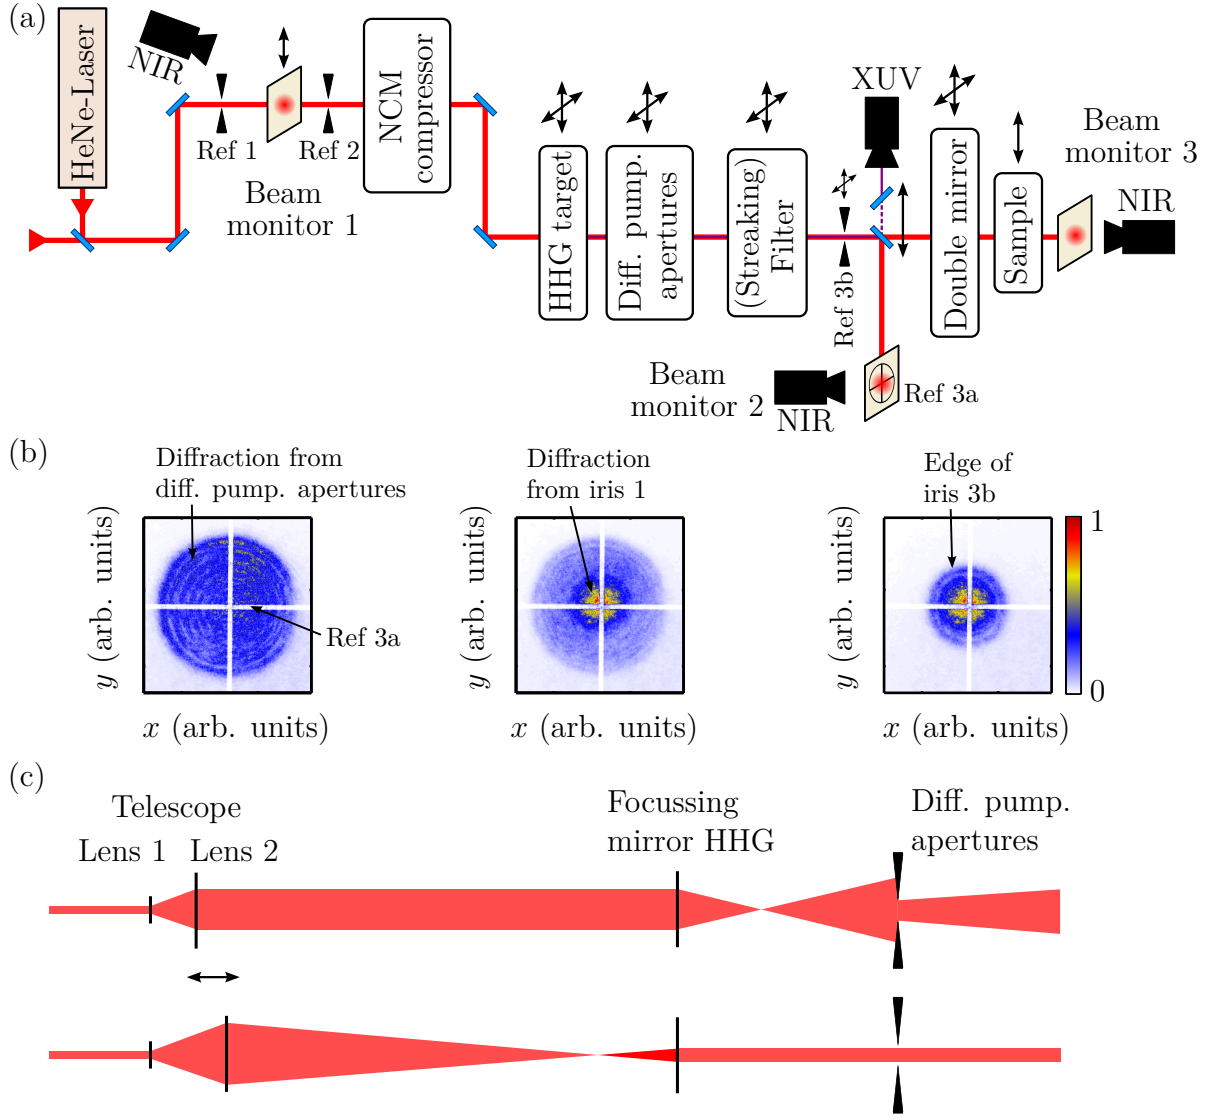 (a)
HeNe-Laser
NIR
Ref 1
Ref 2
Beam
monitor 1
NCM
compressor
HHG target
Diff. pump.
apertures
(Streaking)
Filter
XUV
Ref 3b
Double mirror
Sample
Beam
monitor 3
NIR
Beam
monitor 2
NIR
Ref 3a
(b)
Diffraction from
diff. pump. apertures
Ref 3a
y (arb. units)
x (arb. units)
Diffraction
from iris 1
y (arb. units)
x (arb. units)
Edge of
iris 3b
y (arb. units)
x (arb. units)
1
0
(c)
Telescope
Lens 1
Lens 2
Focussing
mirror HHG
Diff. pump.
apertures